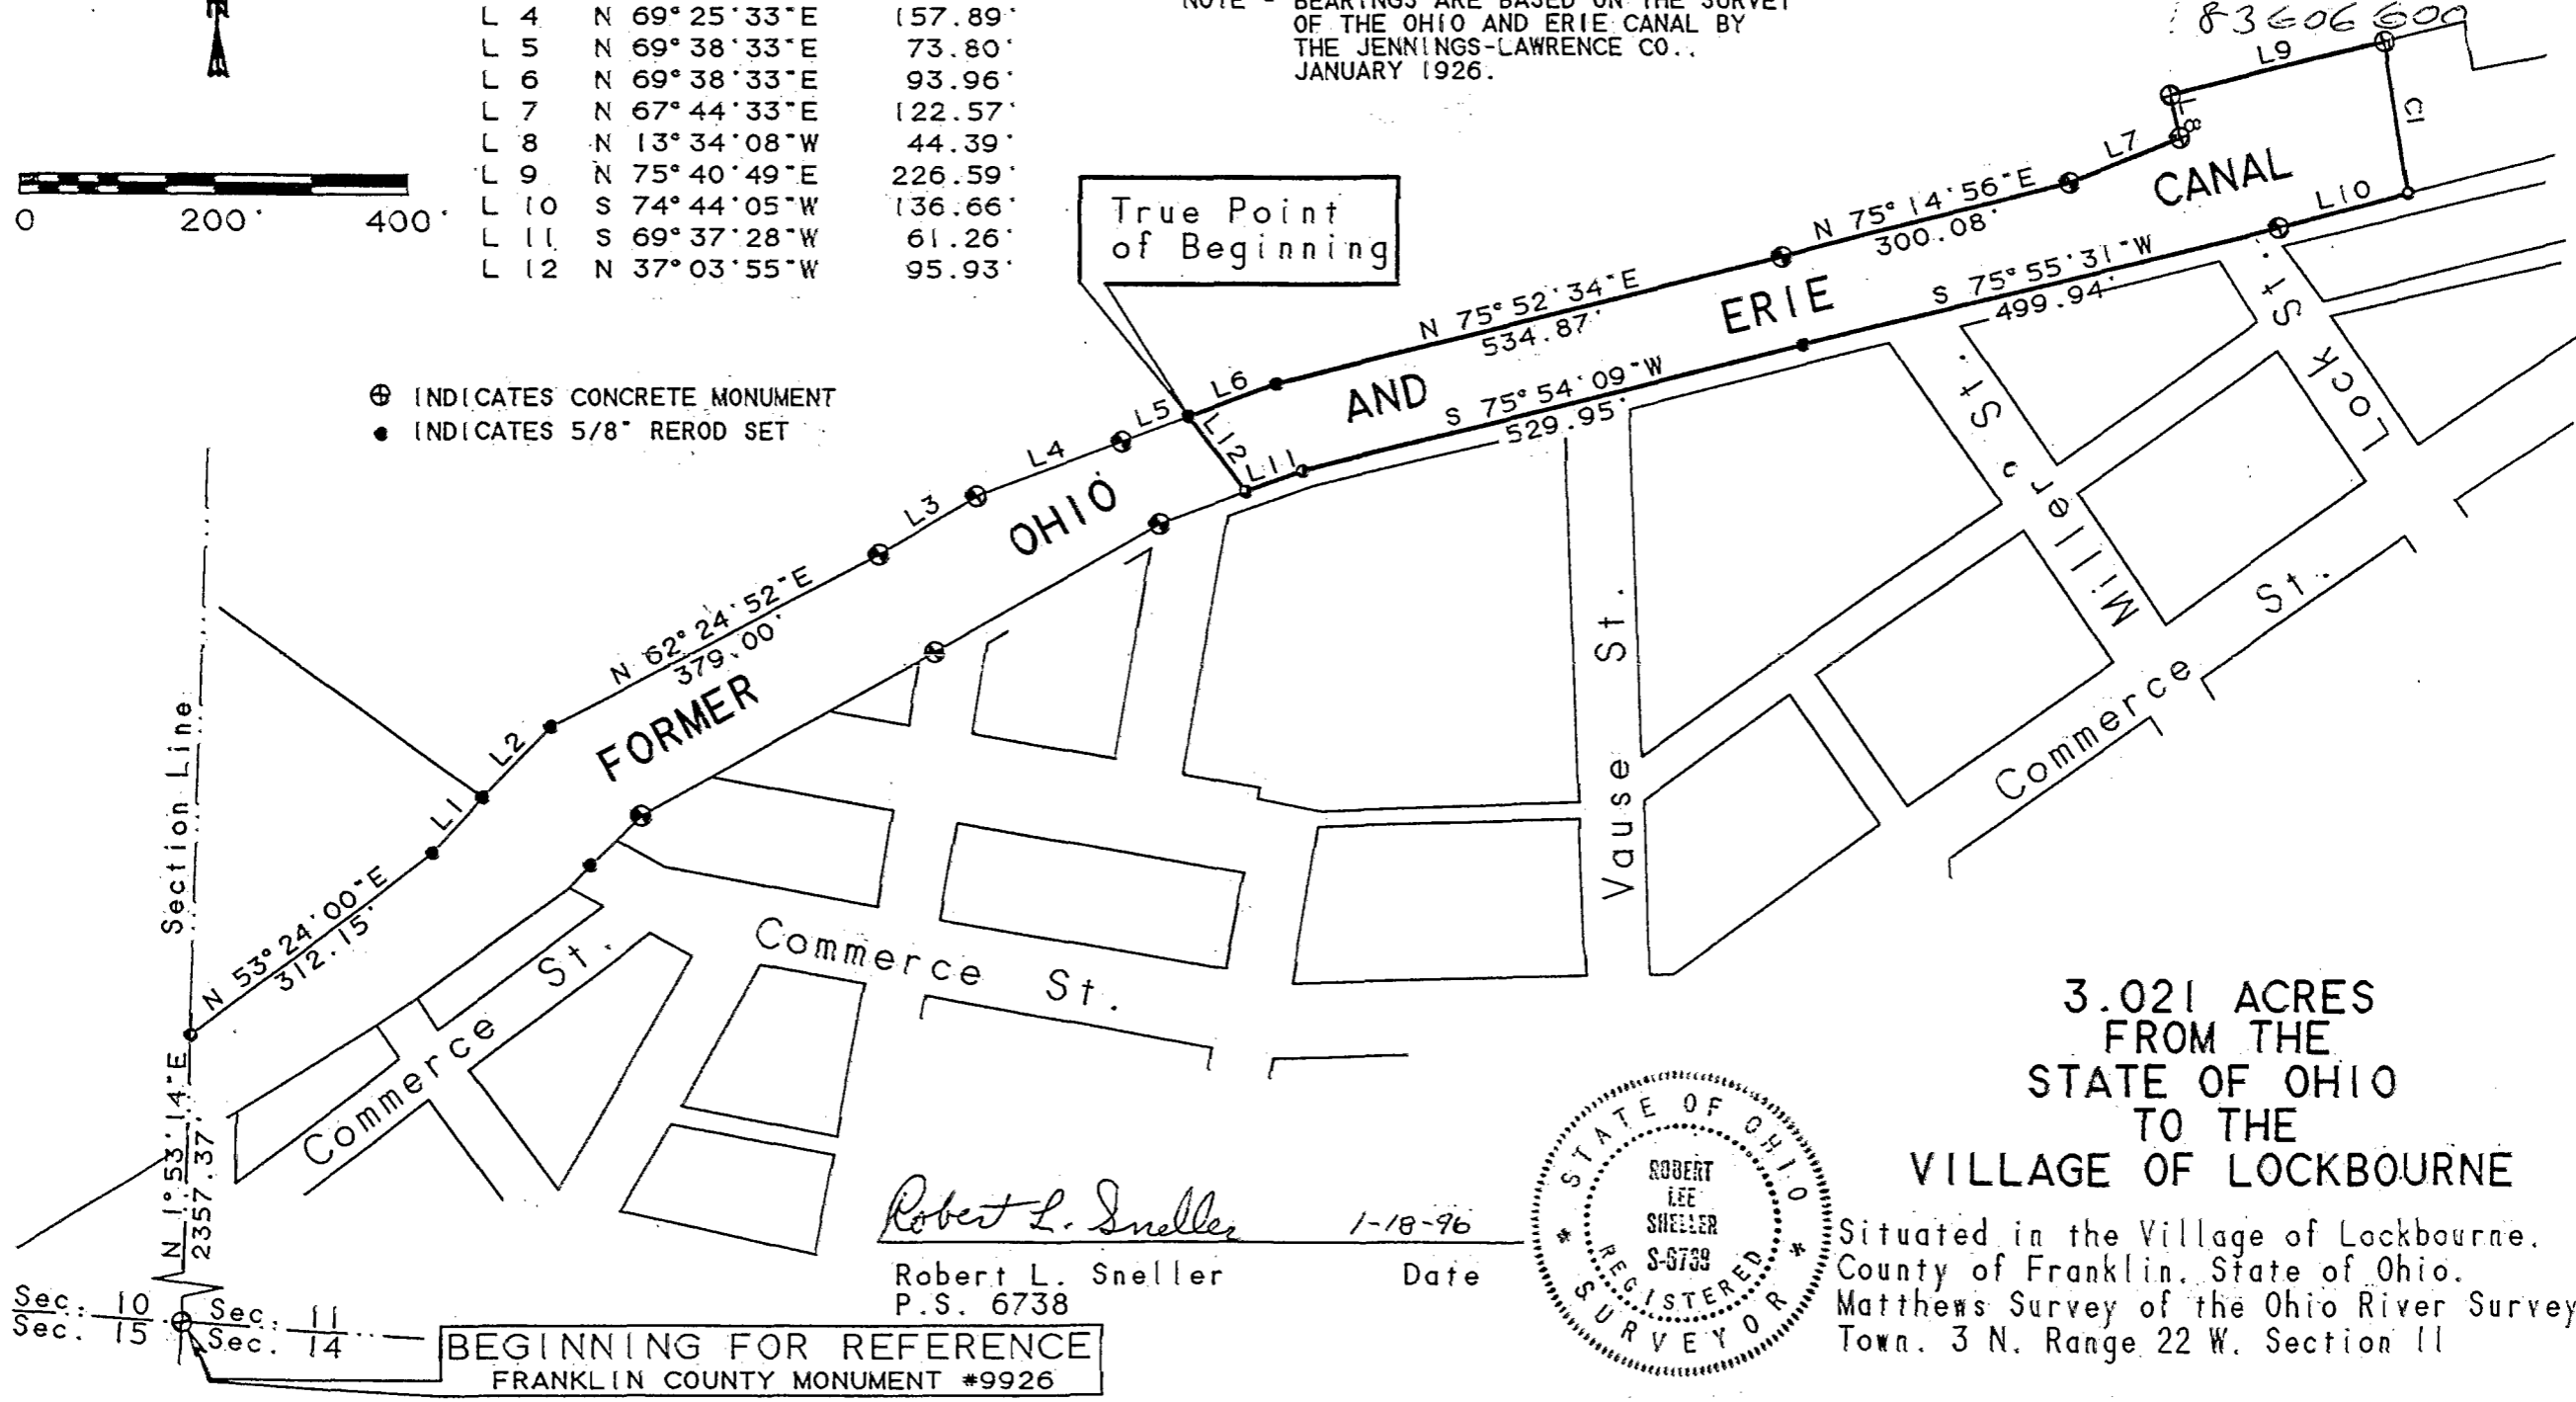 L 4 N 69°25'33"E 157.89'
L 5 N 69°38'33"E 73.80'
L 6 N 69°38'33"E 93.96'
L 7 N 67°44'33"E 122.57'
L 8 N 13°34'08"W 44.39'
L 9 N 75°40'49"E 226.59'
L 10 S 74°44'05"W 136.66'
L 11 S 69°37'28"W 61.26'
L 12 N 37°03'55"W 95.93'
NOTE - BEARINGS ARE BASED ON THE SURVEY
OF THE OHIO AND ERIE CANAL BY
THE JENNINGS-LAWRENCE CO.,
JANUARY 1926.
83606600
0 200' 400'
True Point
of Beginning
⊕ INDICATES CONCRETE MONUMENT
● INDICATES 5/8" REROD SET
L9
L8
C1
L7
L10
CANAL
N 75°14'56"E
300.08'
S 75°55'31"W
499.94'
N 75°52'34"E
534.87'
ERIE
L6
AND
S 75°54'09"W
529.95'
L5
L12
L11
L4
L3
OHIO
N 62°24'52"E
379.00'
FORMER
L2
L1
N 53°24'00"E
312.15'
Section Line
N 1°53'14"E
2357.37'
Lock St.
Miller St.
Vause St.
Commerce St.
Commerce St.
Commerce St.
3.021 ACRES
FROM THE
STATE OF OHIO
TO THE
VILLAGE OF LOCKBOURNE
Situated in the Village of Lockbourne,
County of Franklin, State of Ohio.
Matthews Survey of the Ohio River Survey
Town. 3 N. Range 22 W. Section 11
Robert L. Sneller 1-18-96
Robert L. Sneller Date
P.S. 6738
STATE OF OHIO
ROBERT
LEE
SNELLER
REGISTERED
SURVEYOR
Sec. 10 Sec. 11
Sec. 15 Sec. 14
BEGINNING FOR REFERENCE
FRANKLIN COUNTY MONUMENT #9926